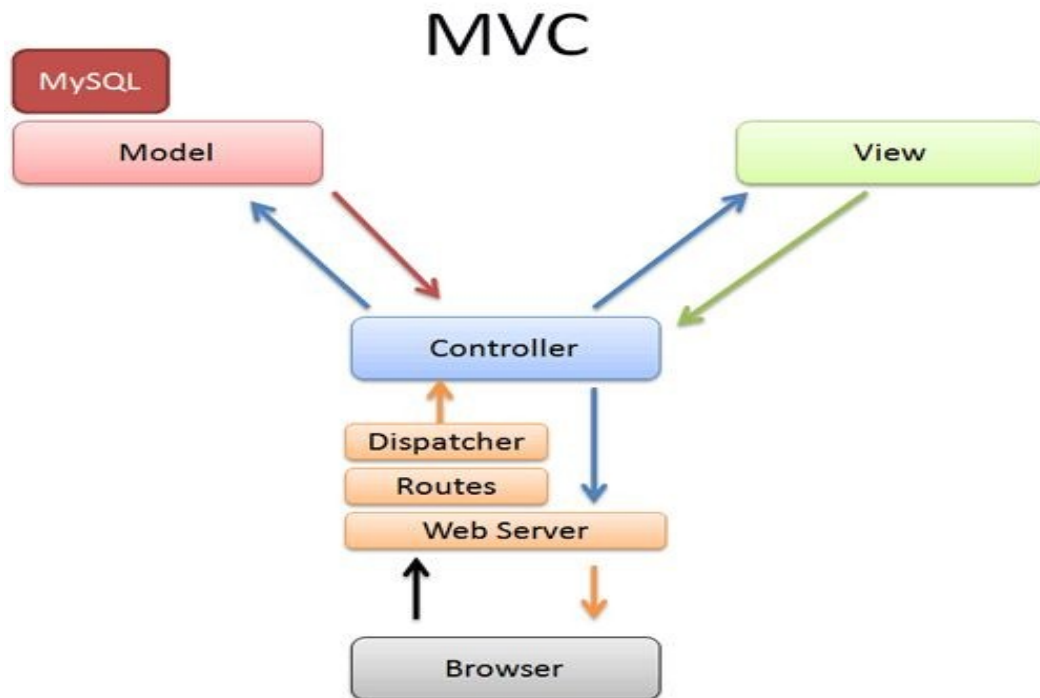 MVC
MySQL
Model
View
Controller
Dispatcher
Routes
Web Server
Browser